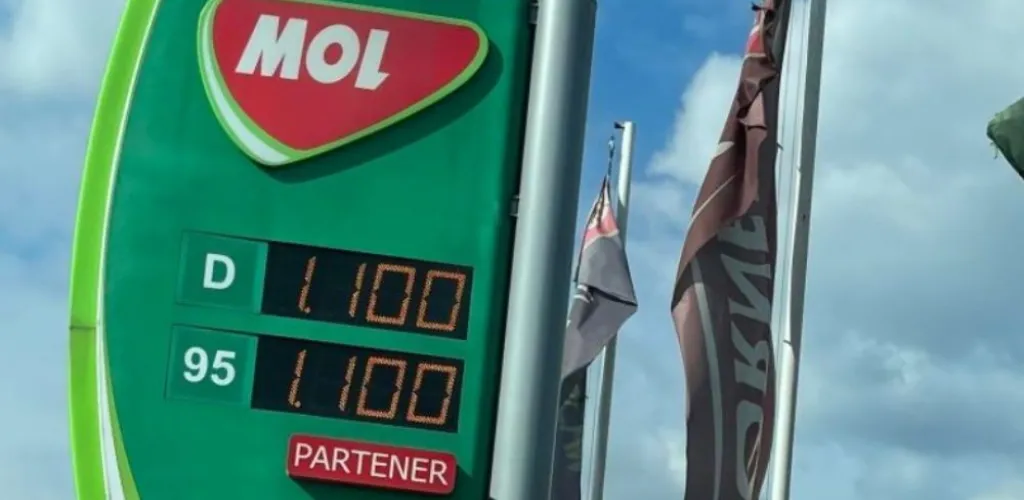 MOL
D 1.100
95 1.100
PARTENER